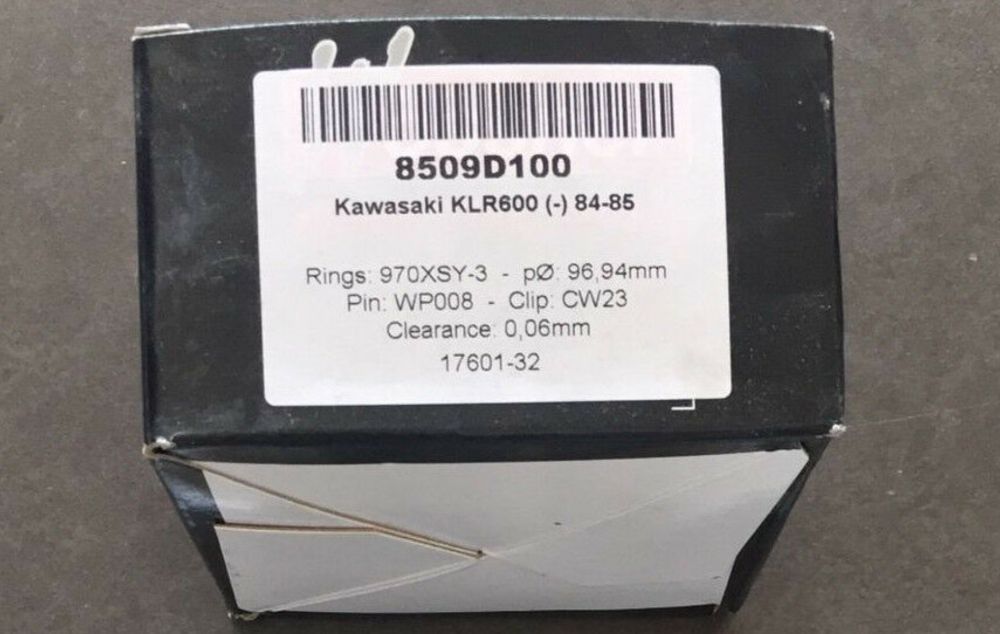 8509D100
Kawasaki KLR600 (-) 84-85
Rings: 970XSY-3 - pØ: 96,94mm
Pin: WP008 - Clip: CW23
Clearance: 0,06mm
17601-32